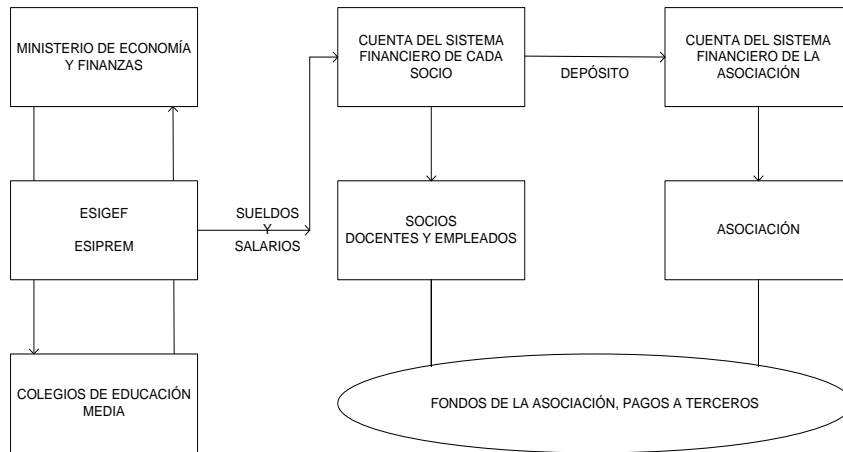 MINISTERIO DE ECONOMÍA
Y FINANZAS
CUENTA DEL SISTEMA
FINANCIERO DE CADA
SOCIO
DEPÓSITO
CUENTA DEL SISTEMA
FINANCIERO DE LA
ASOCIACIÓN
ESIGEF
ESIPREM
SUELDOS
Y
SALARIOS
SOCIOS
DOCENTES Y EMPLEADOS
ASOCIACIÓN
COLEGIOS DE EDUCACIÓN
MEDIA
FONDOS DE LA ASOCIACIÓN, PAGOS A TERCEROS